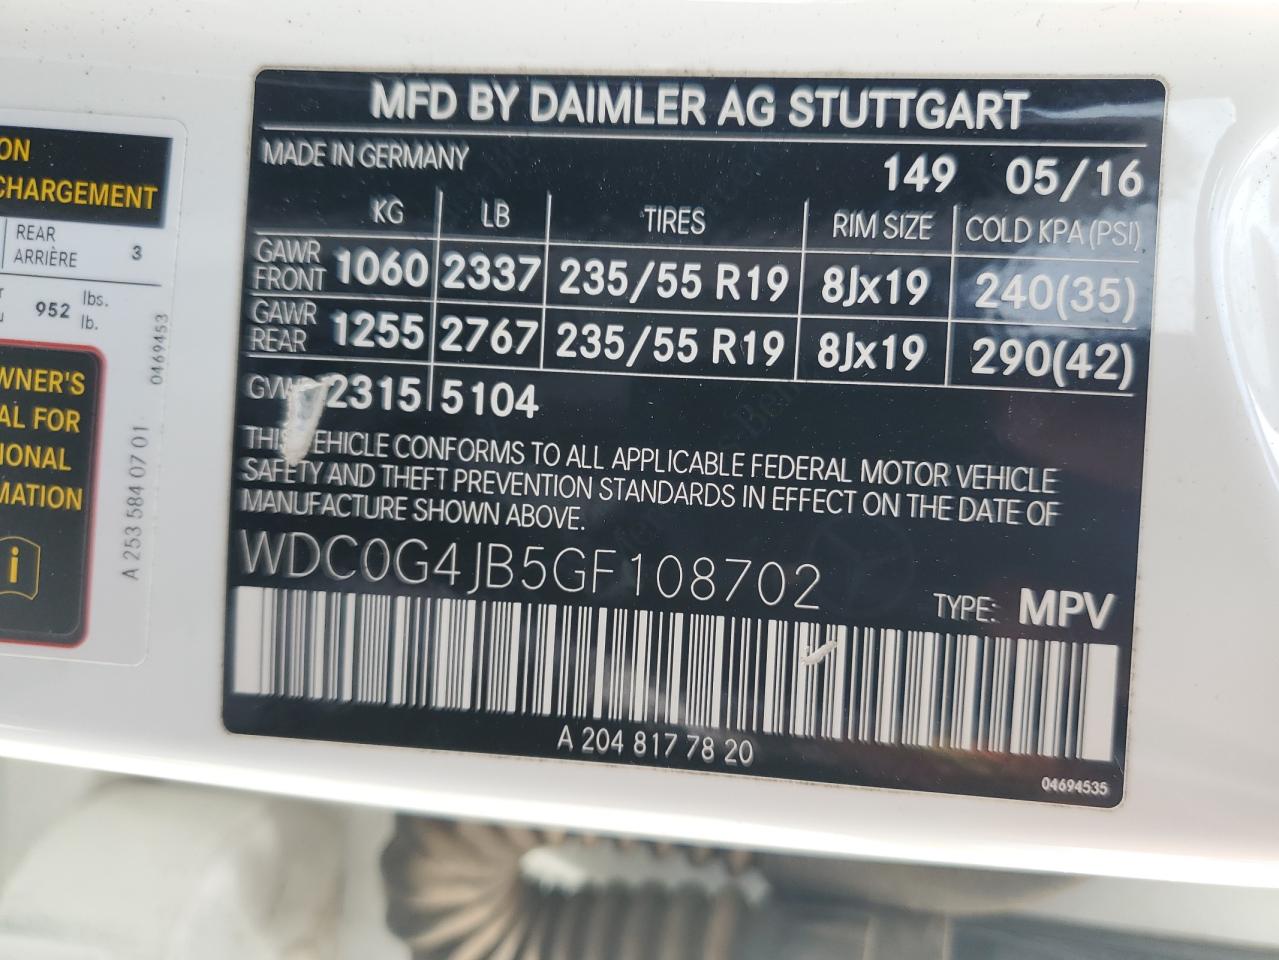 ON
CHARGEMENT
REAR
ARRIÈRE 3
952 lbs.
lb.
0469453
WNER'S
AL FOR
IONAL
MATION
i
A 253 584 07 01
MFD BY DAIMLER AG STUTTGART
MADE IN GERMANY 149 05/16
KG LB TIRES RIM SIZE COLD KPA (PSI)
GAWR FRONT 1060 2337 235/55 R19 8Jx19 240(35)
GAWR REAR 1255 2767 235/55 R19 8Jx19 290(42)
GVWR 2315 5104
THIS VEHICLE CONFORMS TO ALL APPLICABLE FEDERAL MOTOR VEHICLE
SAFETY AND THEFT PREVENTION STANDARDS IN EFFECT ON THE DATE OF
MANUFACTURE SHOWN ABOVE.
WDC0G4JB5GF108702
TYPE: MPV
A 204 817 78 20
04694535